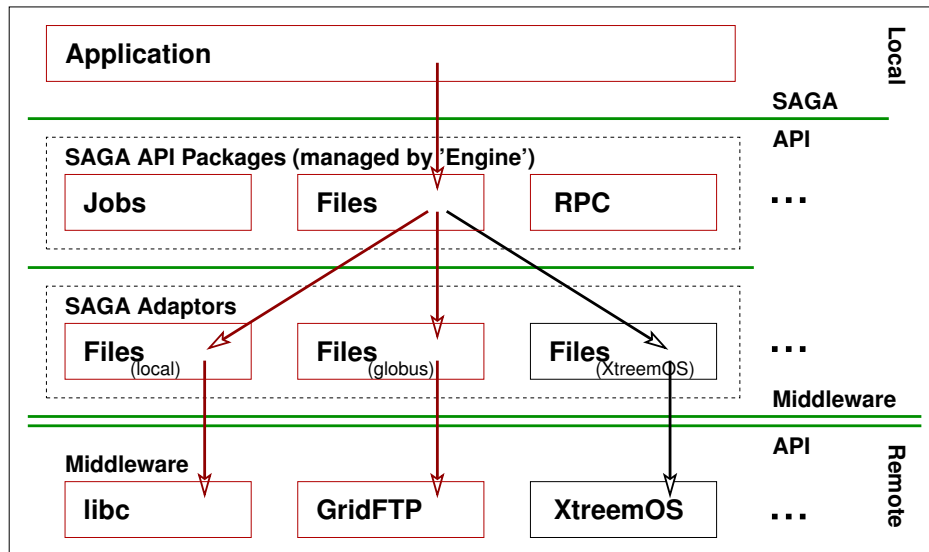 Application
Local
SAGA
API
SAGA API Packages (managed by 'Engine')
Jobs
Files
RPC
...
SAGA Adaptors
Files (local)
Files (globus)
Files (XtreemOS)
...
Middleware
API
Remote
Middleware
libc
GridFTP
XtreemOS
...